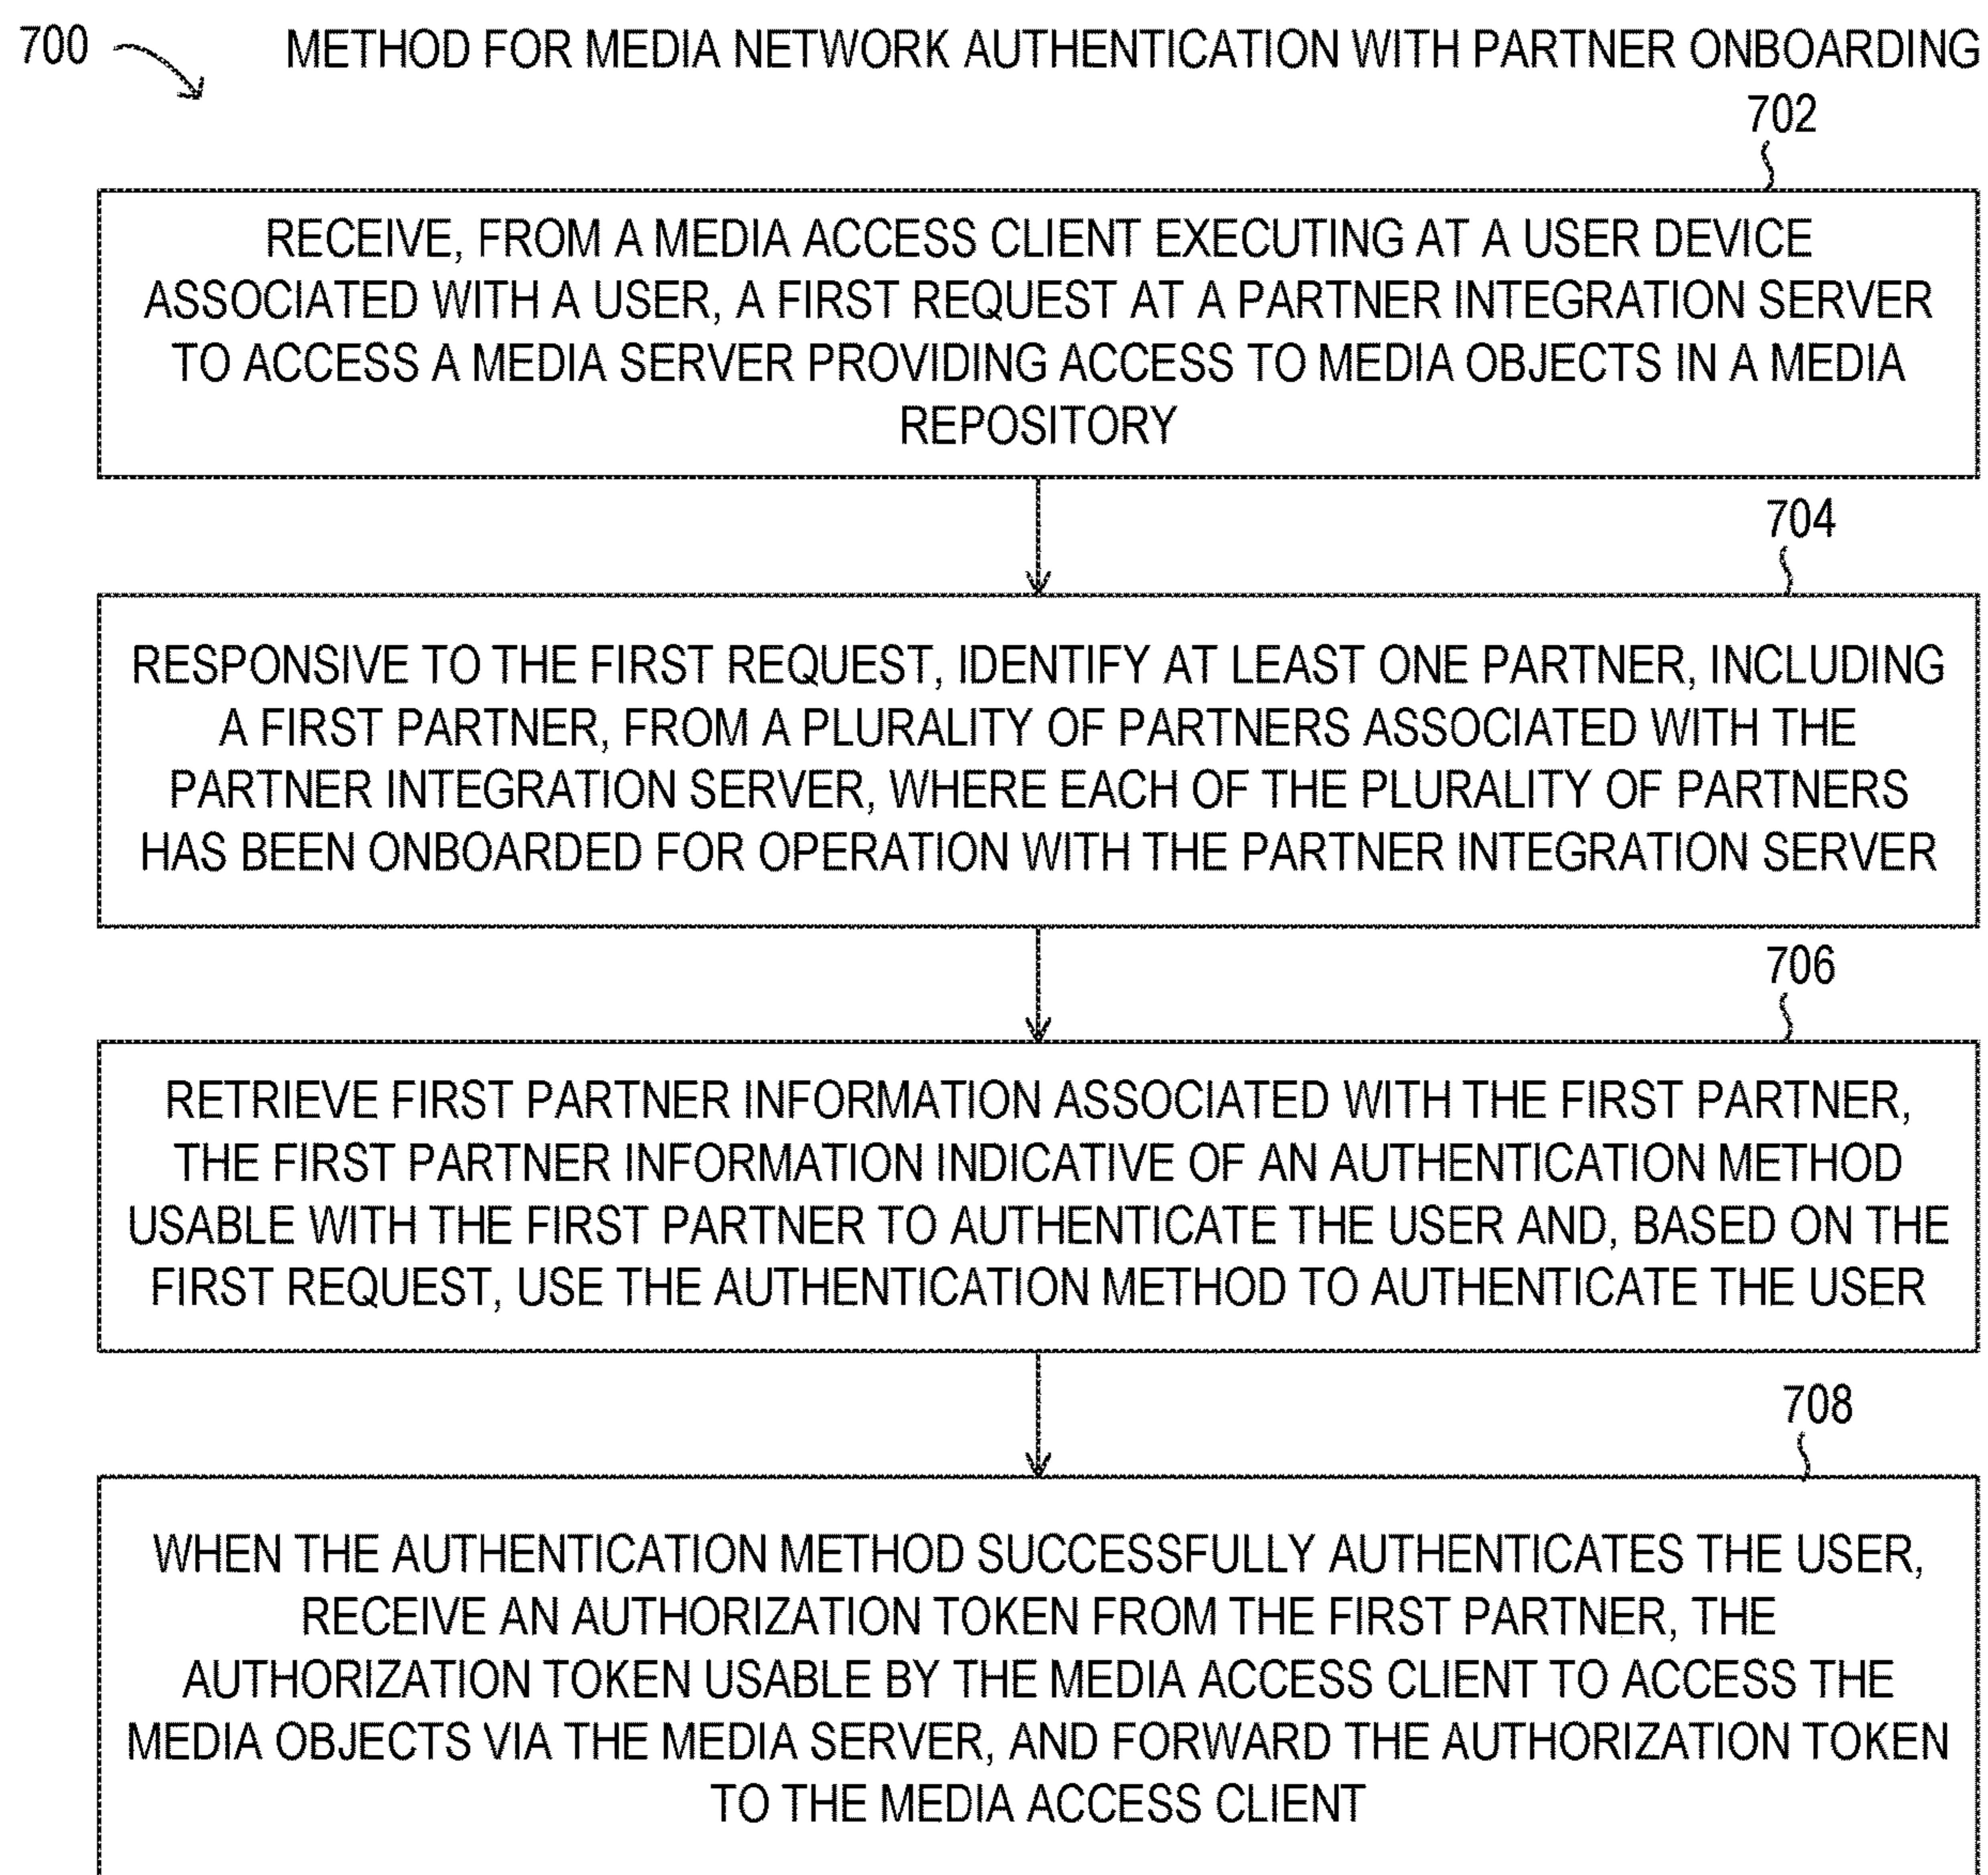 700
METHOD FOR MEDIA NETWORK AUTHENTICATION WITH PARTNER ONBOARDING
702
RECEIVE, FROM A MEDIA ACCESS CLIENT EXECUTING AT A USER DEVICE
ASSOCIATED WITH A USER, A FIRST REQUEST AT A PARTNER INTEGRATION SERVER
TO ACCESS A MEDIA SERVER PROVIDING ACCESS TO MEDIA OBJECTS IN A MEDIA
REPOSITORY
704
RESPONSIVE TO THE FIRST REQUEST, IDENTIFY AT LEAST ONE PARTNER, INCLUDING
A FIRST PARTNER, FROM A PLURALITY OF PARTNERS ASSOCIATED WITH THE
PARTNER INTEGRATION SERVER, WHERE EACH OF THE PLURALITY OF PARTNERS
HAS BEEN ONBOARDED FOR OPERATION WITH THE PARTNER INTEGRATION SERVER
706
RETRIEVE FIRST PARTNER INFORMATION ASSOCIATED WITH THE FIRST PARTNER,
THE FIRST PARTNER INFORMATION INDICATIVE OF AN AUTHENTICATION METHOD
USABLE WITH THE FIRST PARTNER TO AUTHENTICATE THE USER AND, BASED ON THE
FIRST REQUEST, USE THE AUTHENTICATION METHOD TO AUTHENTICATE THE USER
708
WHEN THE AUTHENTICATION METHOD SUCCESSFULLY AUTHENTICATES THE USER,
RECEIVE AN AUTHORIZATION TOKEN FROM THE FIRST PARTNER, THE
AUTHORIZATION TOKEN USABLE BY THE MEDIA ACCESS CLIENT TO ACCESS THE
MEDIA OBJECTS VIA THE MEDIA SERVER, AND FORWARD THE AUTHORIZATION TOKEN
TO THE MEDIA ACCESS CLIENT